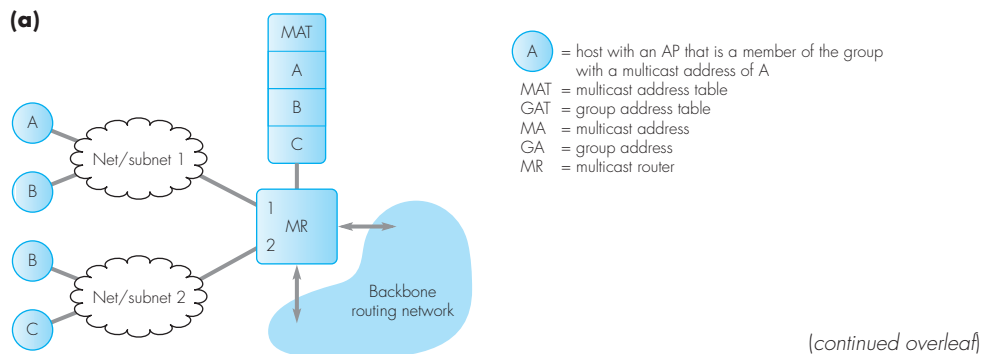 (a)
MAT
A
B
C
A
B
Net/subnet 1
1
MR
2
B
C
Net/subnet 2
Backbone
routing network
A = host with an AP that is a member of the group
with a multicast address of A
MAT = multicast address table
GAT = group address table
MA = multicast address
GA = group address
MR = multicast router
(continued overleaf)